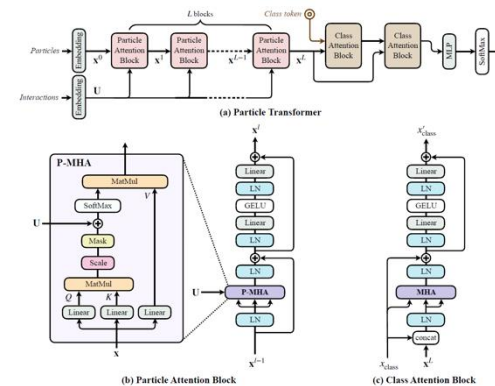 L blocks
Class token
Particles
Embedding
x⁰
Particle
Attention
Block
x¹
Particle
Attention
Block
xᴸ⁻¹
Particle
Attention
Block
xᴸ
Class
Attention
Block
Class
Attention
Block
MLP
SoftMax
Interactions
Embedding
U
(a) Particle Transformer
P-MHA
MatMul
SoftMax
V
U
Mask
Scale
MatMul
Q
K
Linear
Linear
Linear
x
xˡ
Linear
LN
GELU
Linear
LN
LN
U
P-MHA
LN
xˡ⁻¹
(b) Particle Attention Block
x′class
Linear
LN
GELU
Linear
LN
LN
MHA
LN
concat
xclass
xᴸ
(c) Class Attention Block